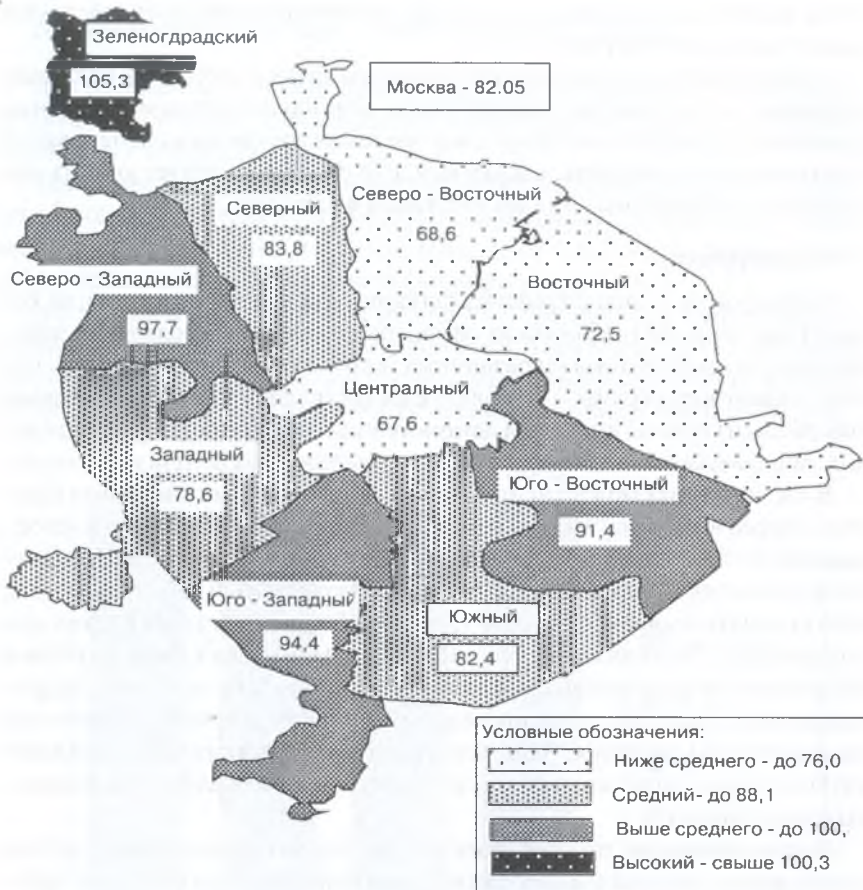 Зеленогдрадский
105,3
Москва - 82.05
Северо - Восточный
68,6
Северный
83,8
Северо - Западный
97,7
Восточный
72,5
Центральный
67,6
Западный
78,6
Юго - Восточный
91,4
Юго - Западный
94,4
Южный
82,4
Условные обозначения:
Ниже среднего - до 76,0
Средний- до 88,1
Выше среднего - до 100,
Высокий - свыше 100,3